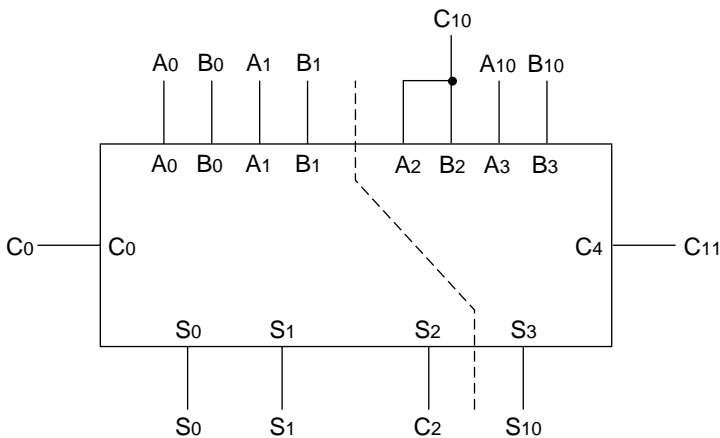 C10
A0 B0 A1 B1 A10 B10
A0 B0 A1 B1 A2 B2 A3 B3
C0 C0 C4 C11
S0 S1 S2 S3
S0 S1 C2 S10